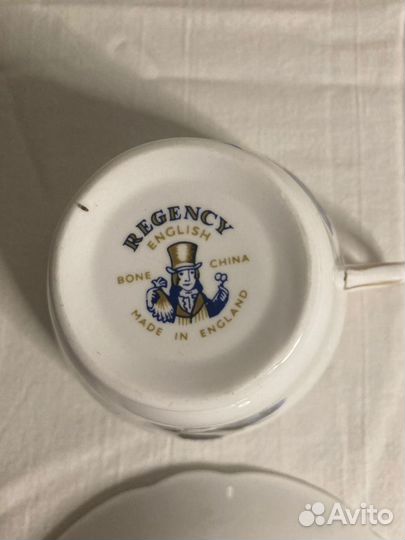 REGENCY
ENGLISH
BONE CHINA
MADE IN ENGLAND
Avito